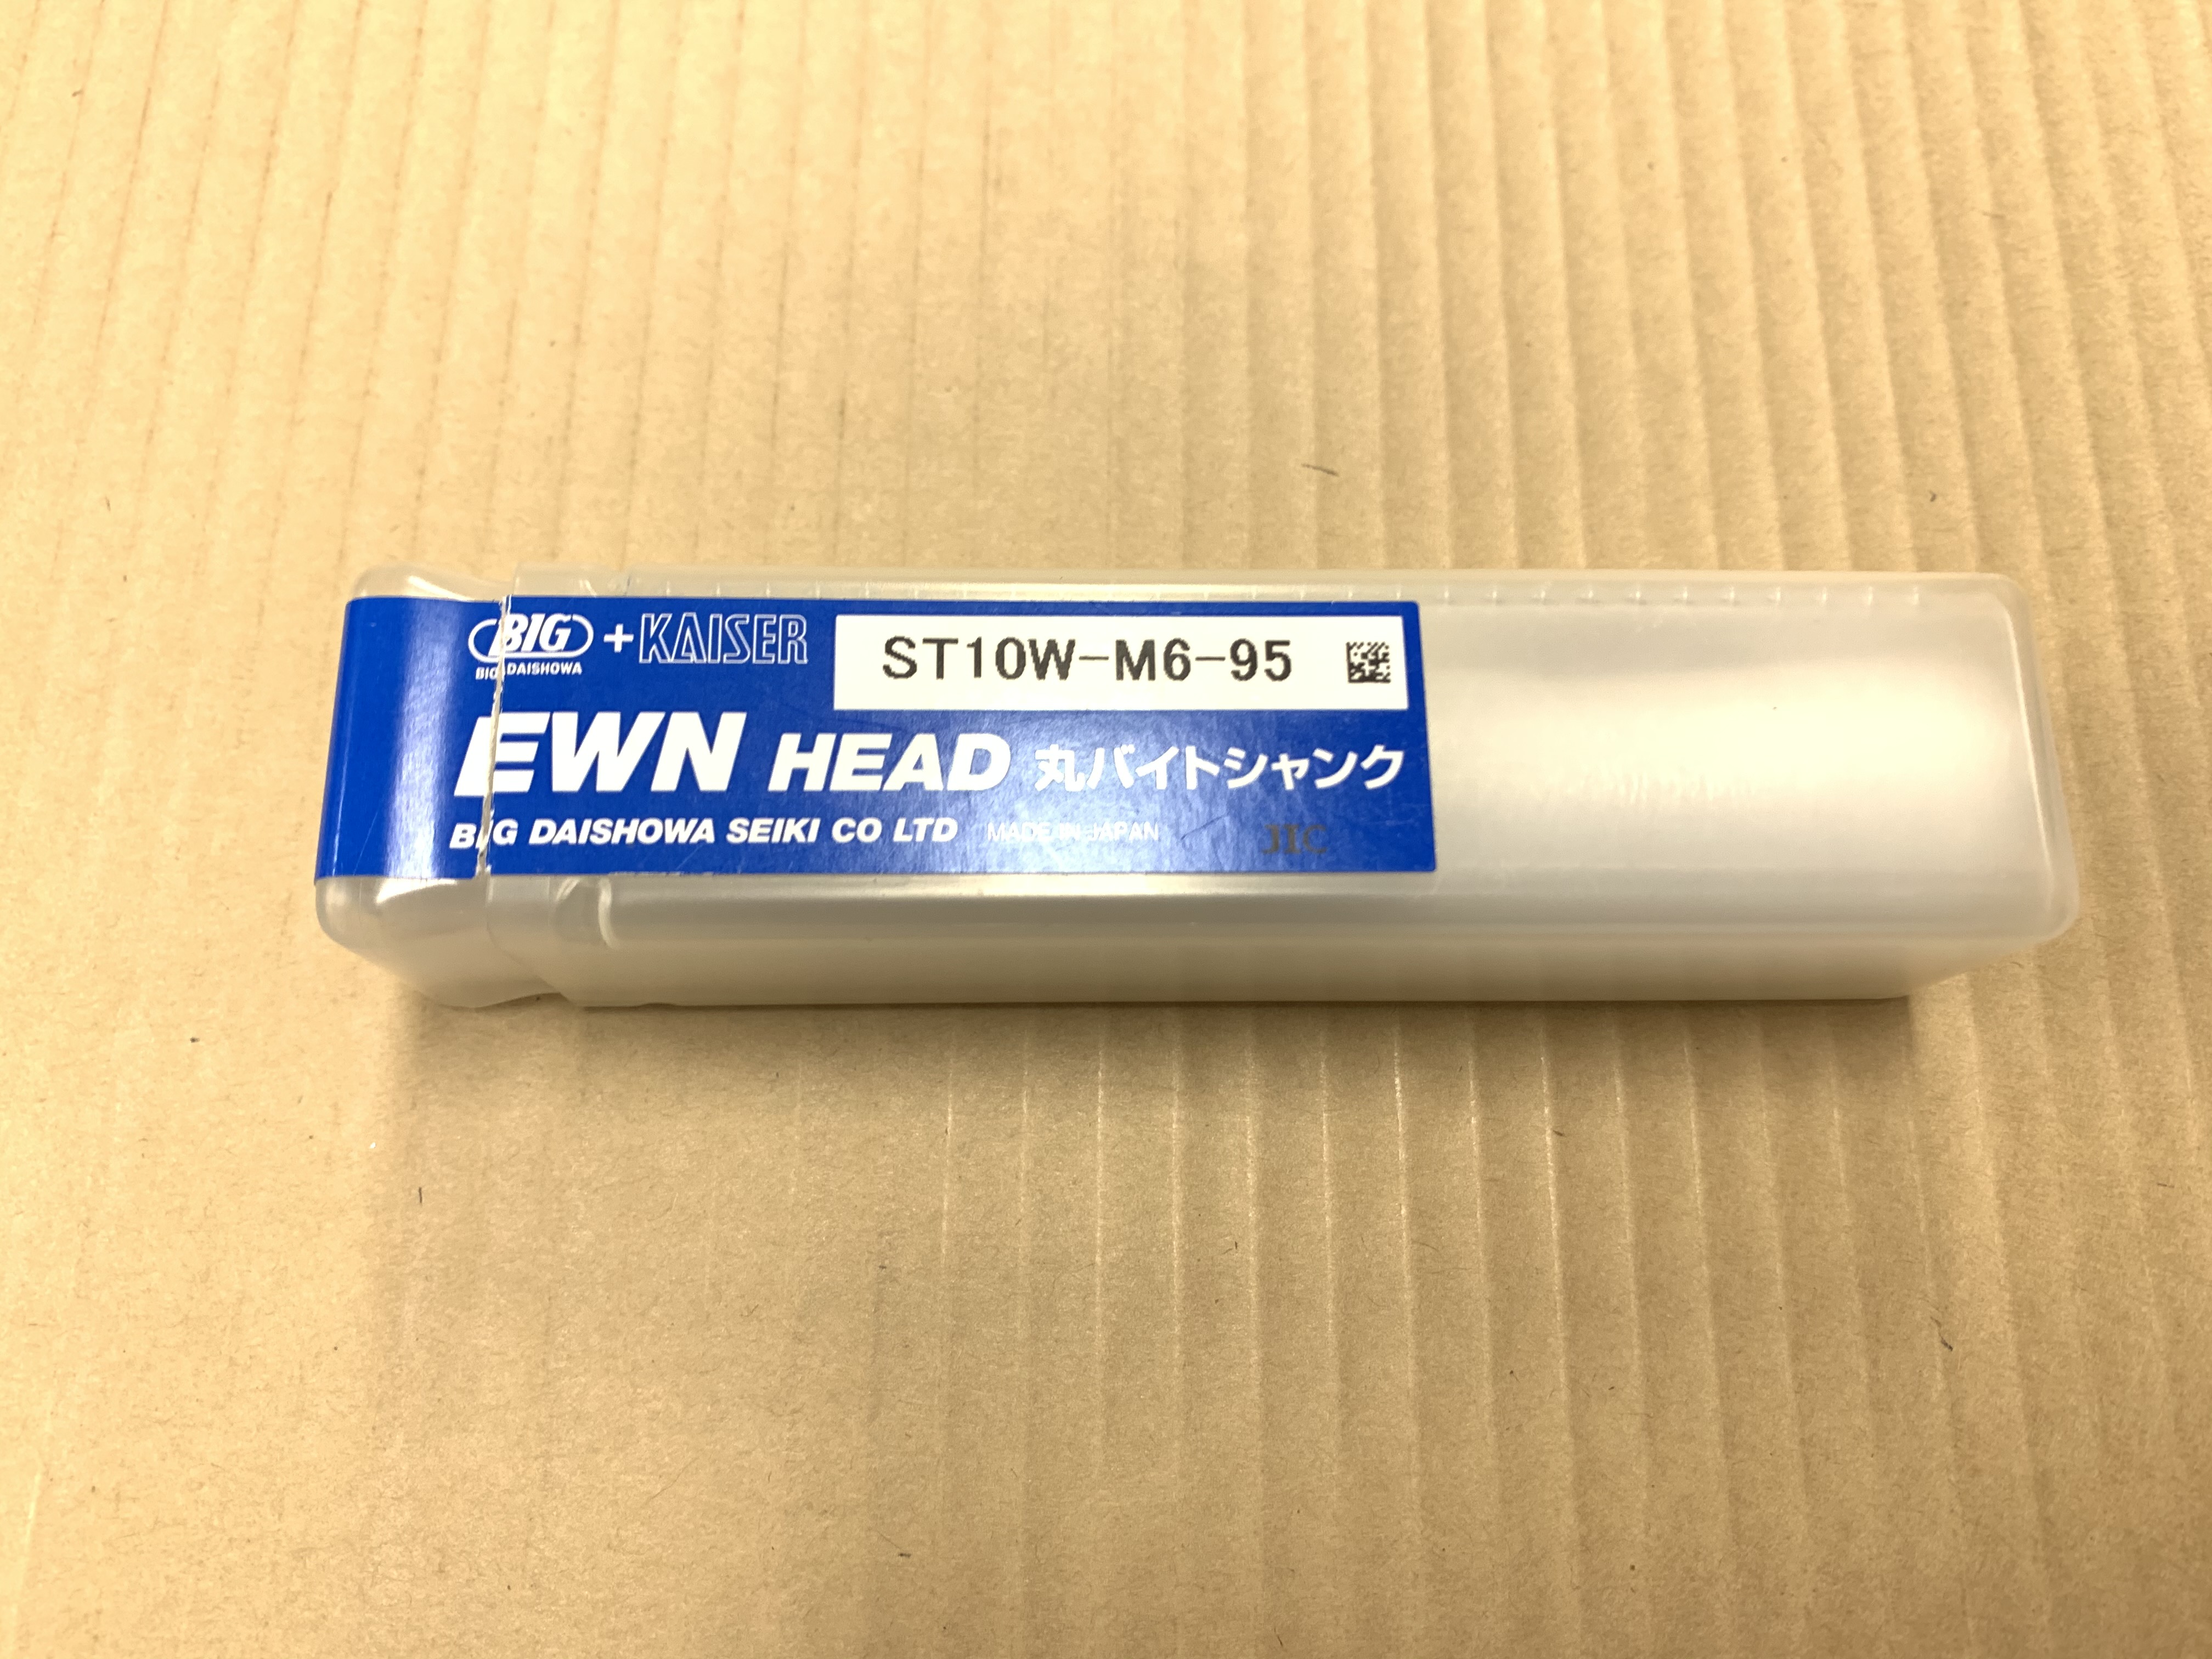 BIG + KAISER
BIG DAISHOWA
ST10W-M6-95
EWN HEAD 丸バイトシャンク
BIG DAISHOWA SEIKI CO LTD MADE IN JAPAN JIC